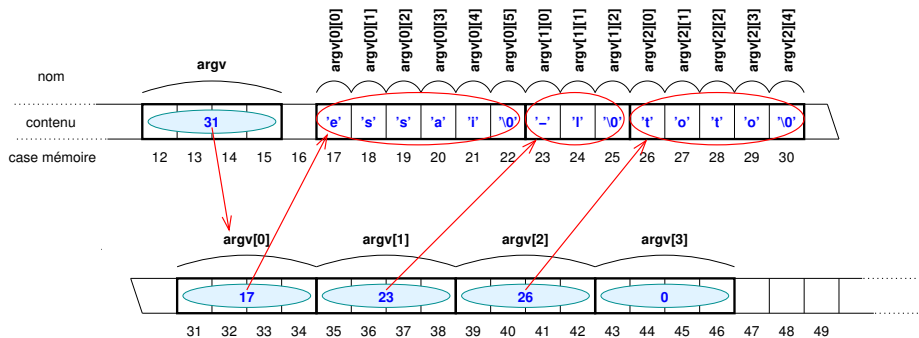 argv[0][0] argv[0][1] argv[0][2] argv[0][3] argv[0][4] argv[0][5] argv[1][0] argv[1][1] argv[1][2] argv[2][0] argv[2][1] argv[2][2] argv[2][3] argv[2][4]
nom argv
contenu 31 'e' 's' 's' 'a' 'i' '\0' '–' 'l' '\0' 't' 'o' 't' 'o' '\0'
case mémoire 12 13 14 15 16 17 18 19 20 21 22 23 24 25 26 27 28 29 30
argv[0] argv[1] argv[2] argv[3]
17 23 26 0
31 32 33 34 35 36 37 38 39 40 41 42 43 44 45 46 47 48 49